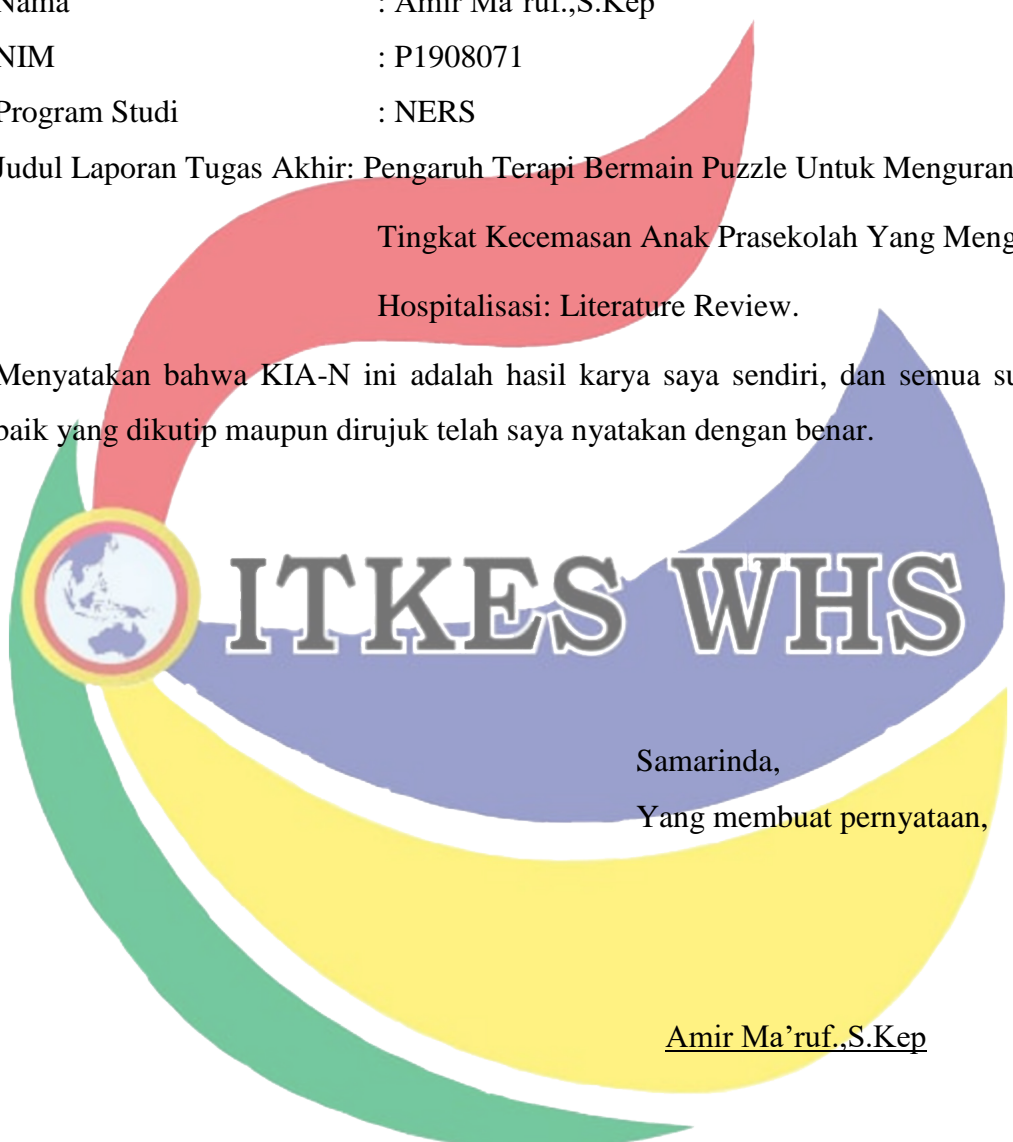 Nama : Amir Ma’ruf.,S.Kep
NIM : P1908071
Program Studi : NERS
Judul Laporan Tugas Akhir: Pengaruh Terapi Bermain Puzzle Untuk
Tingkat Kecemasan Anak Prasekolah Yang
Hospitalisasi: Literature Review.
Menyatakan bahwa KIA-N ini adalah hasil karya saya sendiri, dan semua
baik yang dikutip maupun dirujuk telah saya nyatakan dengan benar.
ITKES WHS
Samarinda,
Yang membuat pernyataan,
Amir Ma’ruf.,S.Kep